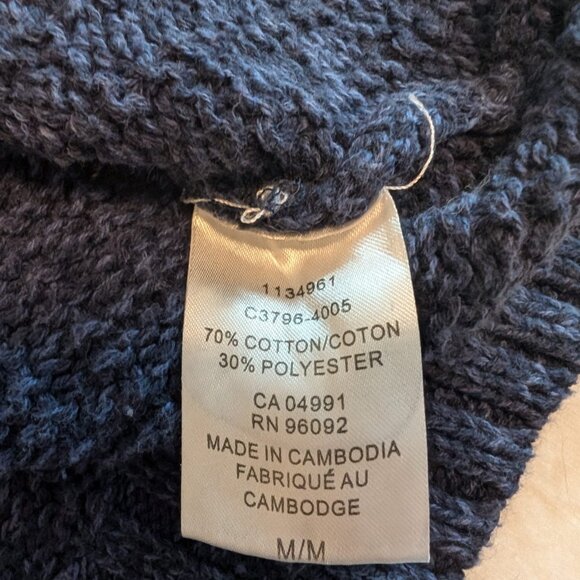 1134961
C3796-4005
70% COTTON/COTON
30% POLYESTER
CA 04991
RN 96092
MADE IN CAMBODIA
FABRIQUÉ AU
CAMBODGE
M/M